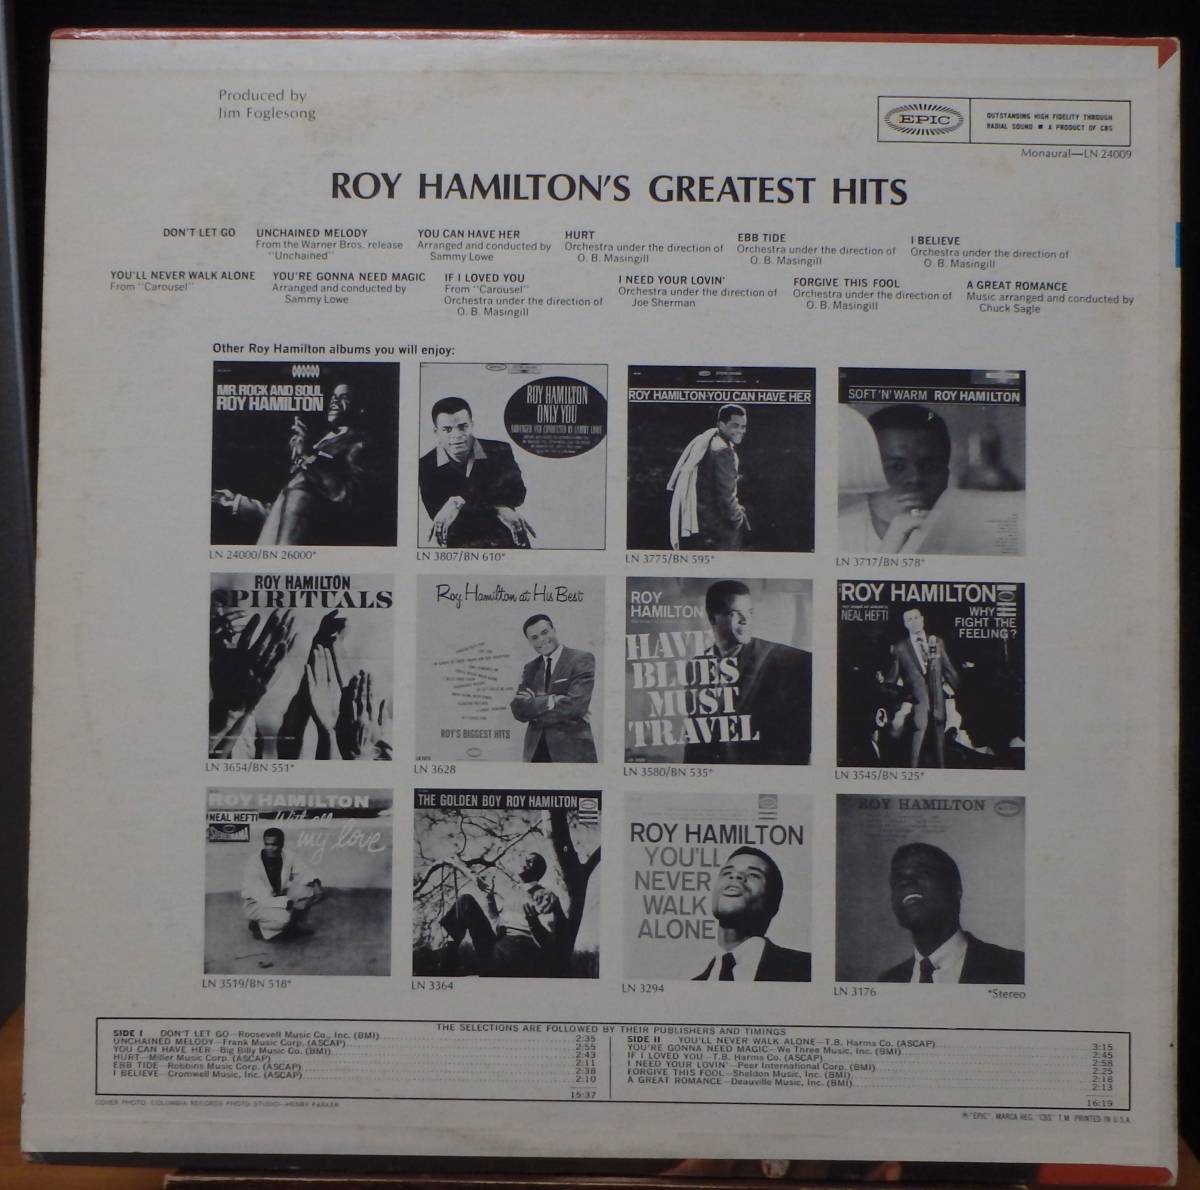 Produced by
Jim Foglesong
EPIC
OUTSTANDING HIGH FIDELITY THROUGH
RADIAL SOUND ■ A PRODUCT OF CBS
Monaural—LN 24009
ROY HAMILTON'S GREATEST HITS
DON'T LET GO
UNCHAINED MELODY
From the Warner Bros. release
"Unchained"
YOU CAN HAVE HER
Arranged and conducted by
Sammy Lowe
HURT
Orchestra under the direction of
O. B. Masingill
EBB TIDE
Orchestra under the direction of
O. B. Masingill
I BELIEVE
Orchestra under the direction of
O. B. Masingill
YOU'LL NEVER WALK ALONE
From "Carousel"
YOU'RE GONNA NEED MAGIC
Arranged and conducted by
Sammy Lowe
IF I LOVED YOU
From "Carousel"
Orchestra under the direction of
O. B. Masingill
I NEED YOUR LOVIN'
Orchestra under the direction of
Joe Sherman
FORGIVE THIS FOOL
Orchestra under the direction of
O. B. Masingill
A GREAT ROMANCE
Music arranged and conducted by
Chuck Sagle
Other Roy Hamilton albums you will enjoy:
MR. ROCK AND SOUL
ROY HAMILTON
LN 24000/BN 26000*
ROY HAMILTON
ONLY YOU
ARRANGED AND CONDUCTED BY SAMMY LOWE
LN 3807/BN 610*
ROY HAMILTON·YOU CAN HAVE HER
LN 3775/BN 595*
SOFT 'N' WARM ROY HAMILTON
LN 3717/BN 578*
ROY HAMILTON
SPIRITUALS
LN 3654/BN 551*
Roy Hamilton at His Best
ROY'S BIGGEST HITS
LN 3628
ROY
HAMILTON
HAVE
BLUES
MUST
TRAVEL
LN 3580/BN 535*
ROY HAMILTON
NEAL HEFTI
WHY
FIGHT THE
FEELING?
LN 3545/BN 525*
ROY HAMILTON
NEAL HEFTI
With all
my love
LN 3519/BN 518*
THE GOLDEN BOY ROY HAMILTON
LN 3364
ROY HAMILTON
YOU'LL
NEVER
WALK
ALONE
LN 3294
ROY HAMILTON
LN 3176
*Stereo
THE SELECTIONS ARE FOLLOWED BY THEIR PUBLISHERS AND TIMINGS
SIDE I DON'T LET GO—Roosevelt Music Co., Inc. (BMI) 2:35
UNCHAINED MELODY—Frank Music Corp. (ASCAP) 2:55
YOU CAN HAVE HER—Big Billy Music Co. (BMI) 2:43
HURT—Miller Music Corp. (ASCAP) 2:11
EBB TIDE—Robbins Music Corp. (ASCAP) 2:38
I BELIEVE—Cromwell Music, Inc. (ASCAP) 2:10
15:37
SIDE II YOU'LL NEVER WALK ALONE—T.B. Harms Co. (ASCAP) 3:15
YOU'RE GONNA NEED MAGIC—We Three Music, Inc. (BMI) 2:45
IF I LOVED YOU—T.B. Harms Co. (ASCAP) 2:58
I NEED YOUR LOVIN'—Peer International Corp. (BMI) 2:25
FORGIVE THIS FOOL—Sheldon Music, Inc. (BMI) 2:18
A GREAT ROMANCE—Deauville Music, Inc. (BMI) 2:13
16:19
COVER PHOTO: COLUMBIA RECORDS PHOTO STUDIO—HENRY PARKER
® "EPIC", MARCA REG. "CBS" T.M. PRINTED IN U.S.A.